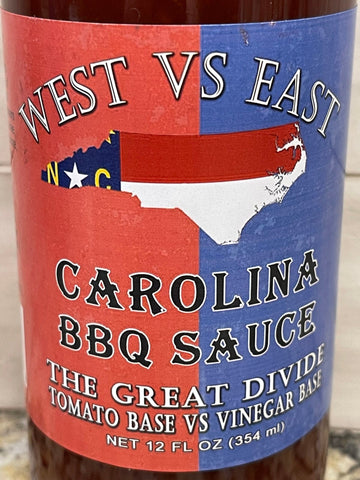 WEST VS EAST
N C
CAROLINA
BBQ SAUCE
THE GREAT DIVIDE
TOMATO BASE VS VINEGAR BASE
NET 12 FL OZ (354 ml)